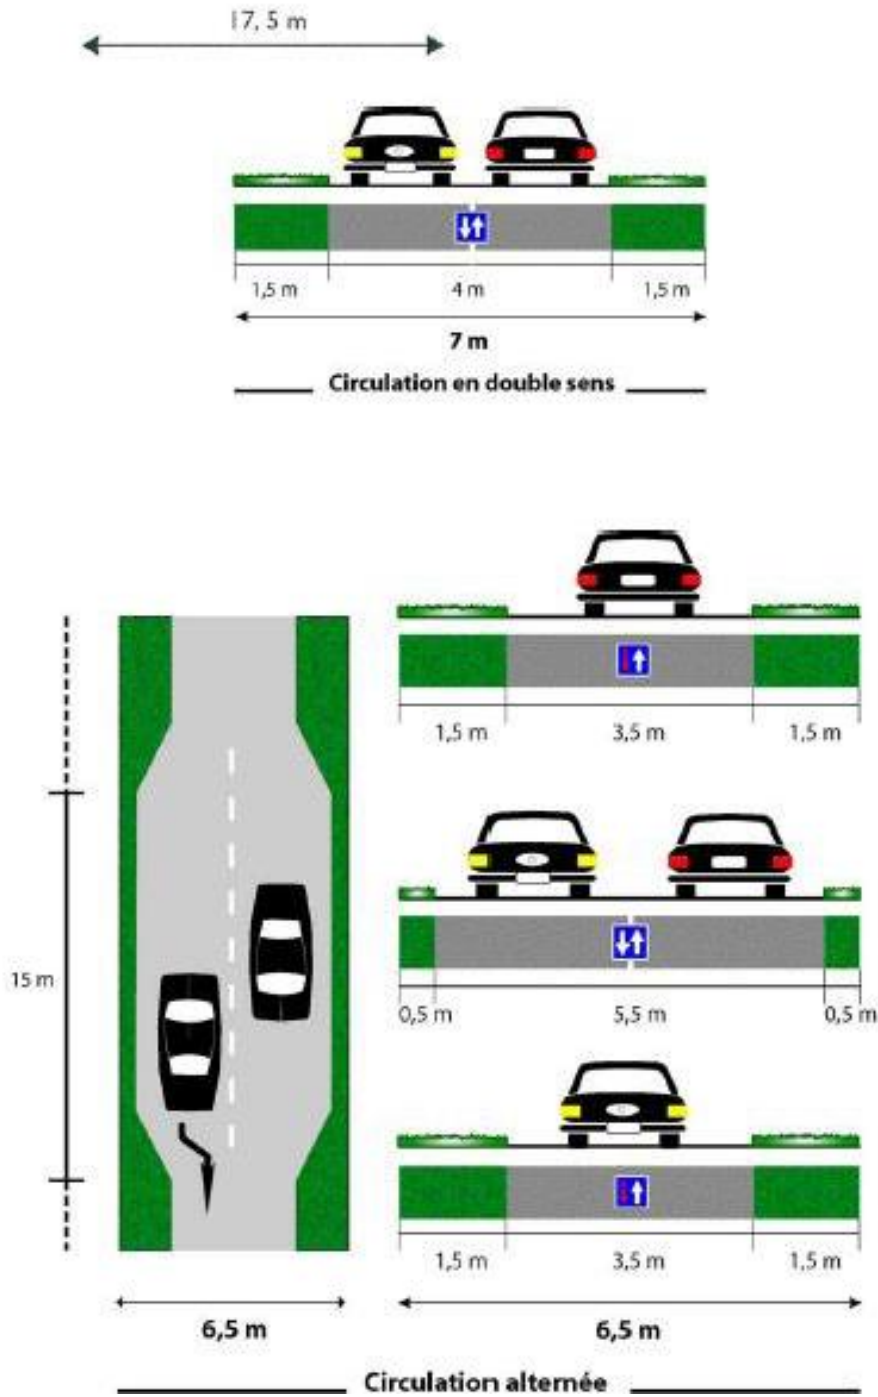 17, 5 m
1,5 m 4 m 1,5 m
7 m
Circulation en double sens
1,5 m 3,5 m 1,5 m
15 m
0,5 m 5,5 m 0,5 m
1,5 m 3,5 m 1,5 m
6,5 m 6,5 m
Circulation alternée